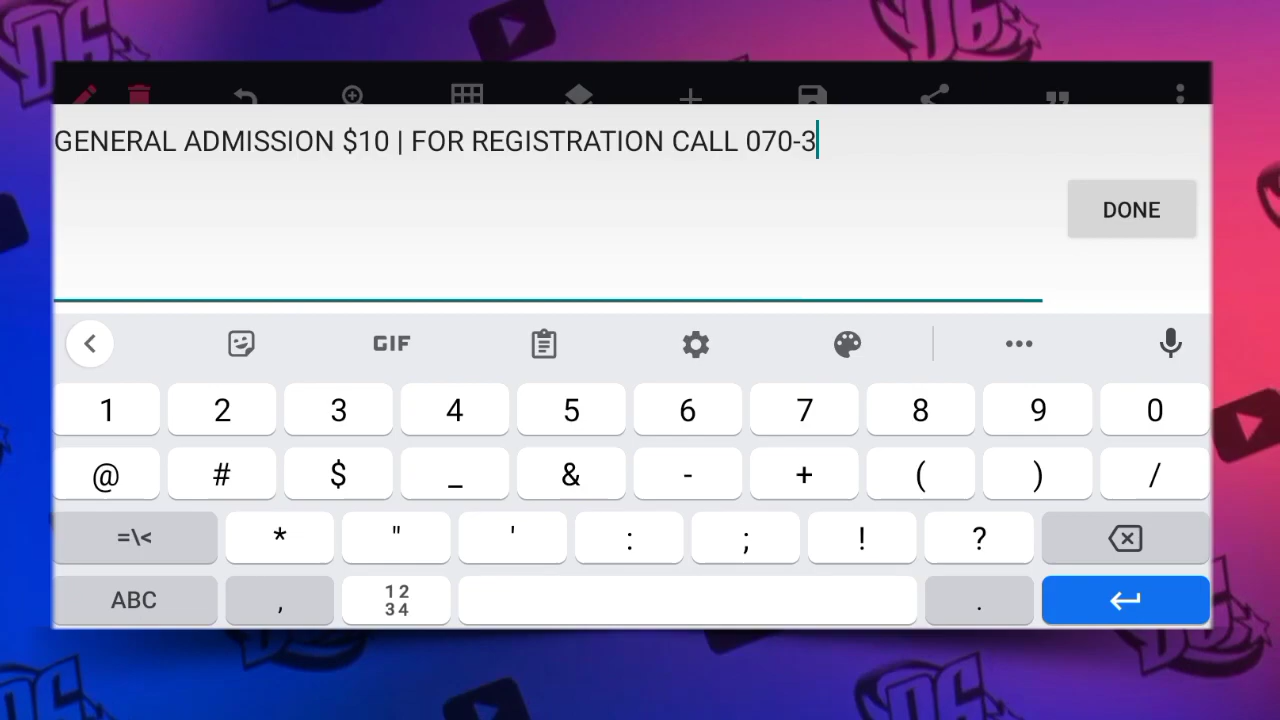 GENERAL ADMISSION $10 | FOR REGISTRATION CALL 070-3
DONE
GIF
1 2 3 4 5 6 7 8 9 0
@ # $ _ & - + ( ) /
=\< * " ' : ; ! ?
ABC , 12 34 .